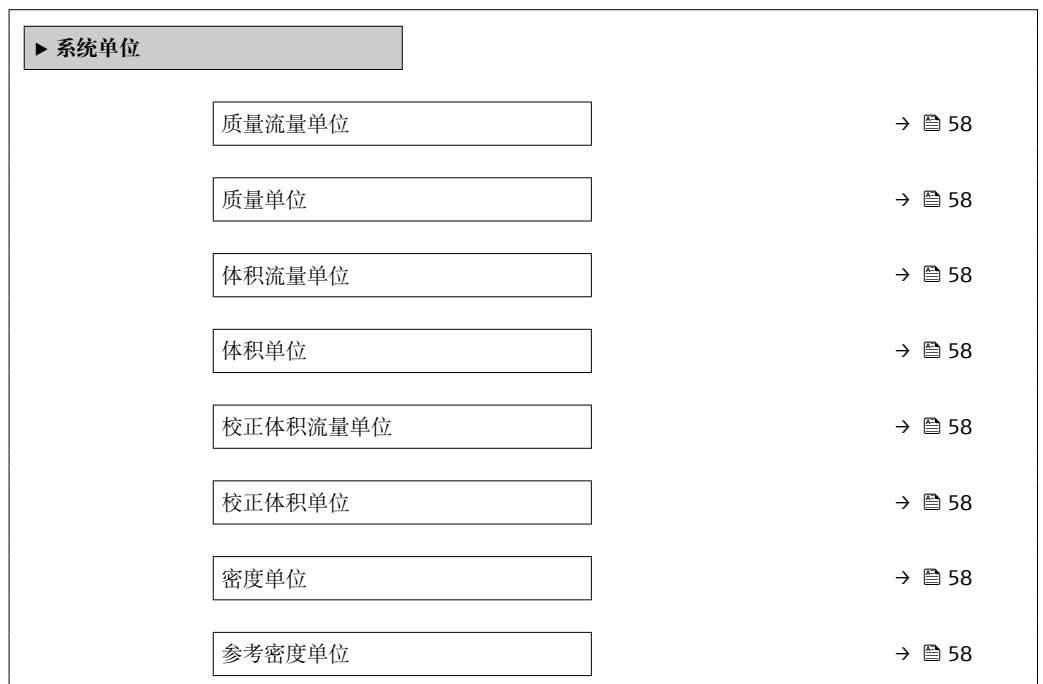 ▶ 系统单位
质量流量单位 → 58
质量单位 → 58
体积流量单位 → 58
体积单位 → 58
校正体积流量单位 → 58
校正体积单位 → 58
密度单位 → 58
参考密度单位 → 58